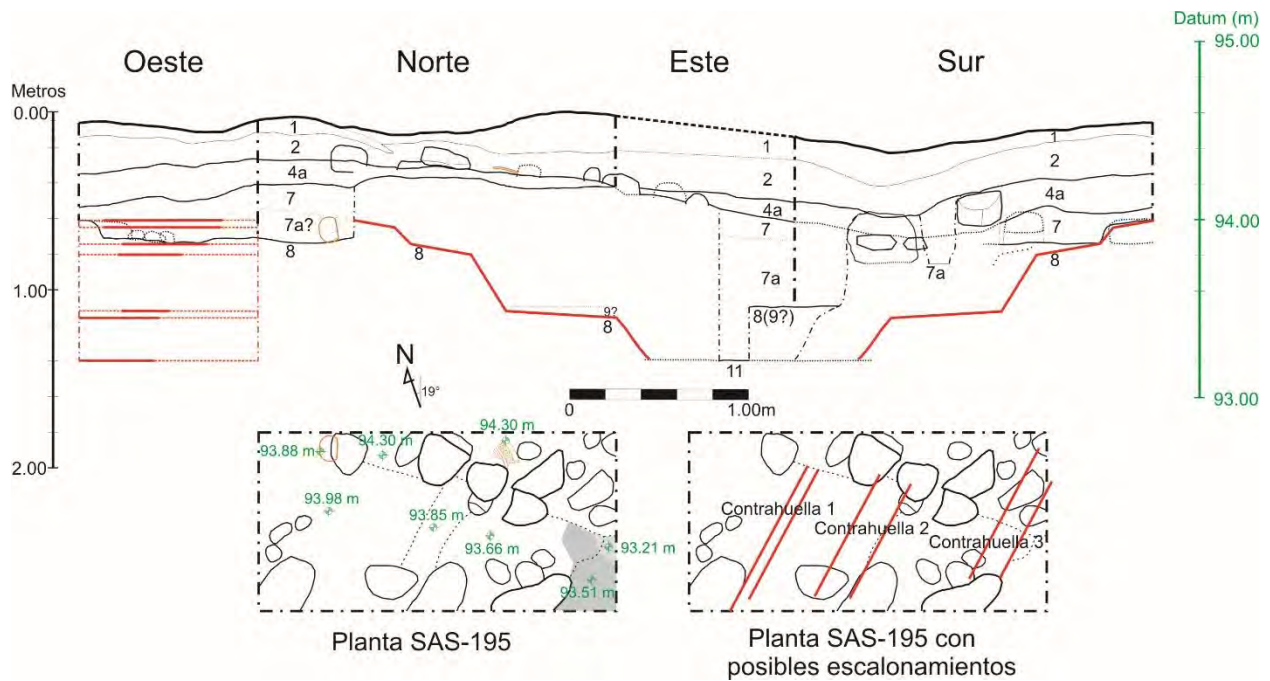 Datum (m)
95.00
Oeste
Norte
Este
Sur
Metros
0.00
1
2
4a
7
7a?
8
1
2
4a
7
7a
8(9?)
11
1
2
4a
7
7a
8
8
9?
8
94.00
1.00
93.00
N
19°
0
1.00m
2.00
94.30 m
94.30 m
93.88 m
93.98 m
93.85 m
93.66 m
93.21 m
93.51 m
Contrahuella 1
Contrahuella 2
Contrahuella 3
Planta SAS-195
Planta SAS-195 con
posibles escalonamientos